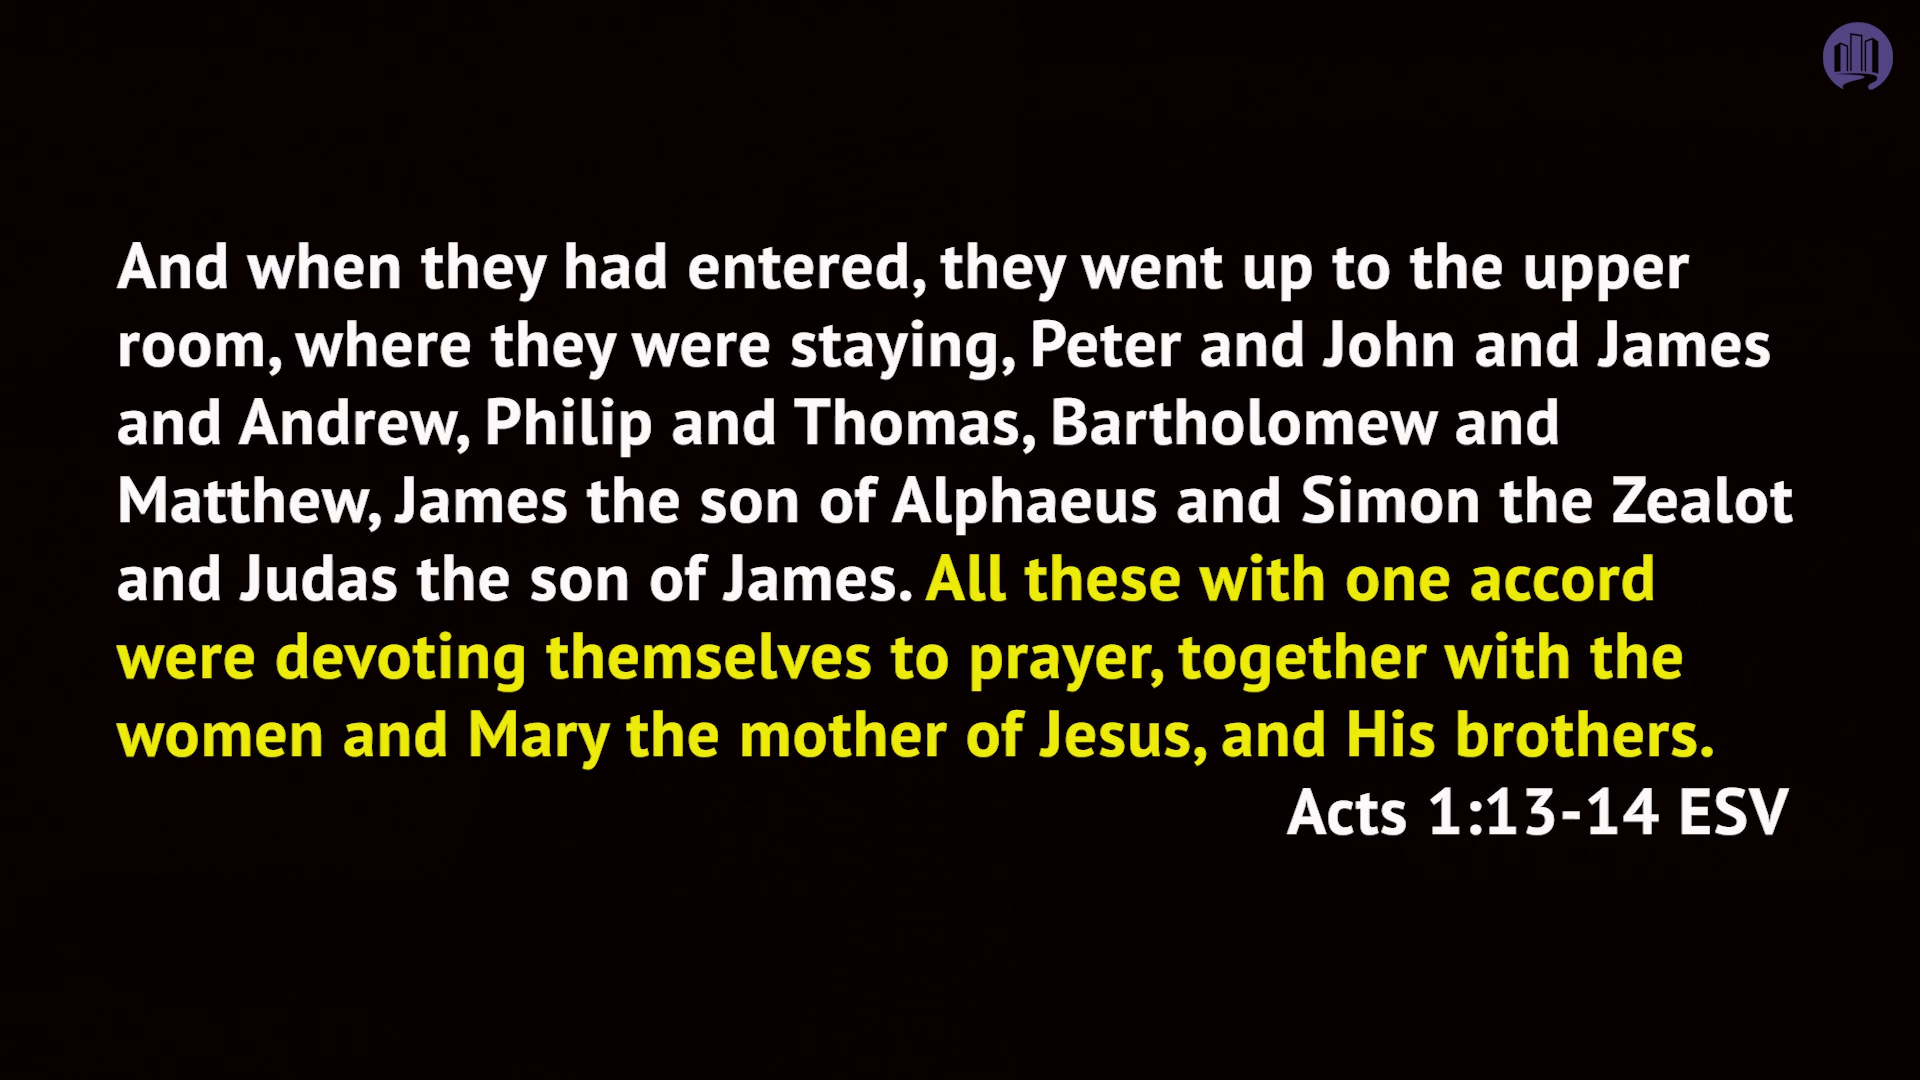 And when they had entered, they went up to the upper
room, where they were staying, Peter and John and James
and Andrew, Philip and Thomas, Bartholomew and
Matthew, James the son of Alphaeus and Simon the Zealot
and Judas the son of James. All these with one accord
were devoting themselves to prayer, together with the
women and Mary the mother of Jesus, and His brothers.
Acts 1:13-14 ESV